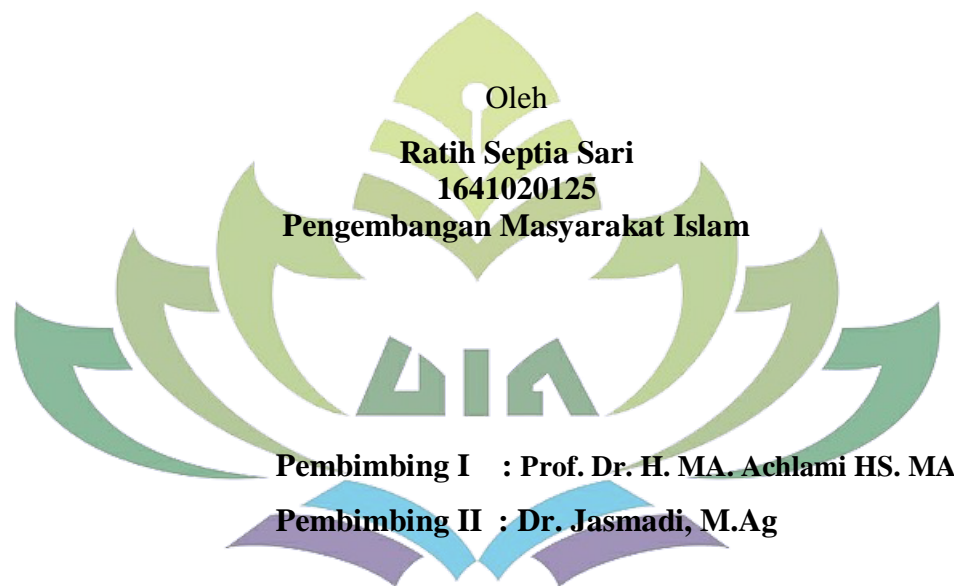 Oleh
Ratih Septia Sari
1641020125
Pengembangan Masyarakat Islam
UIN
Pembimbing I : Prof. Dr. H. MA. Achlami HS. MA
Pembimbing II : Dr. Jasmadi, M.Ag